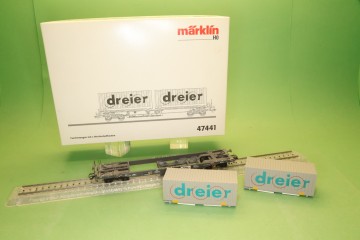 märklin
H0
dreier dreier
47441
dreier
dreier